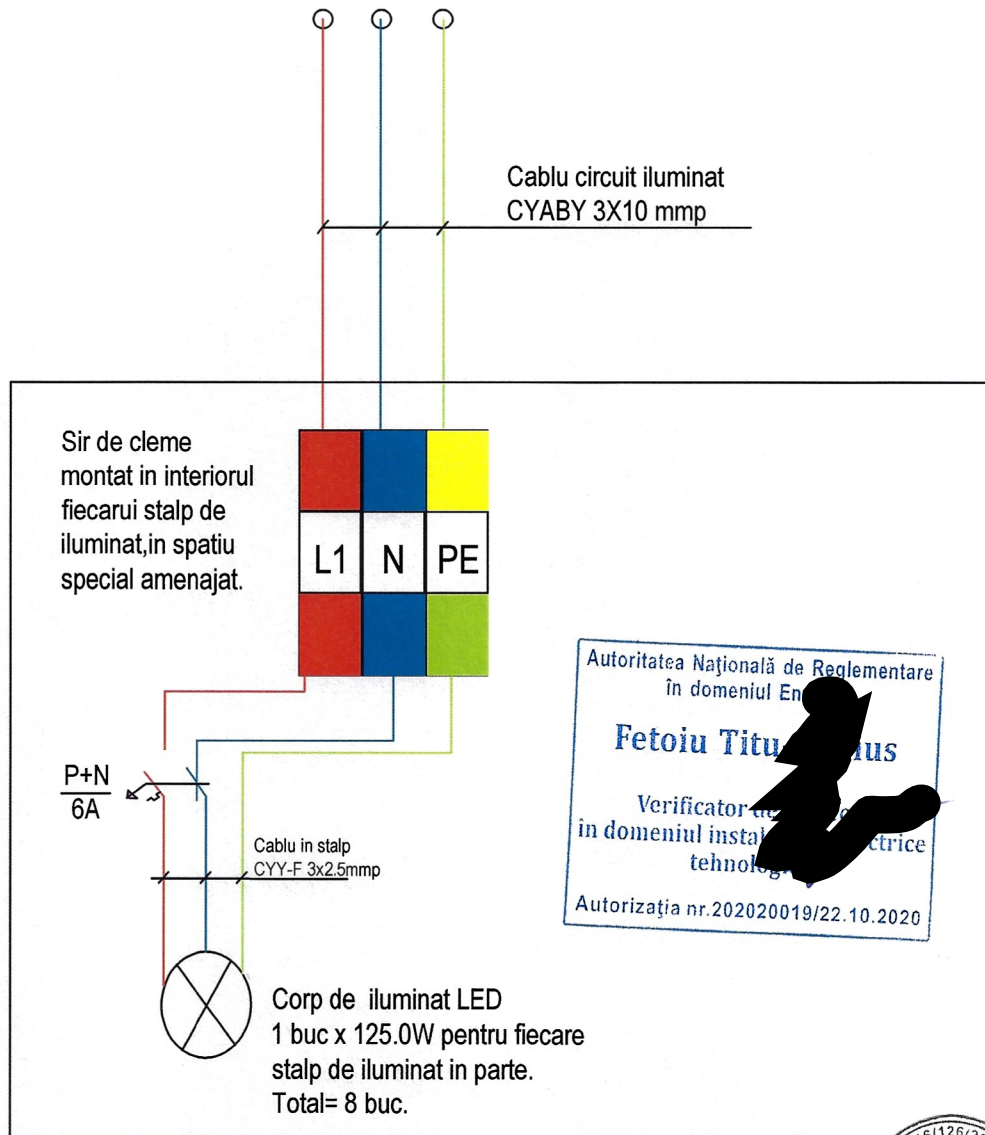 Cablu circuit iluminat
CYABY 3X10 mmp
Sir de cleme
montat in interiorul
fiecarui stalp de
iluminat,in spatiu
special amenajat.
L1 N PE
Autoritatea Naţională de Reglementare
în domeniul
Fetoiu
Verificator
în domeniul
Autorizaţia nr.202020019/22.10.2020
P+N
6A
Cablu in stalp
CYY-F 3x2.5mmp
Corp de iluminat LED
1 buc x 125.0W pentru fiecare
stalp de iluminat in parte.
Total= 8 buc.